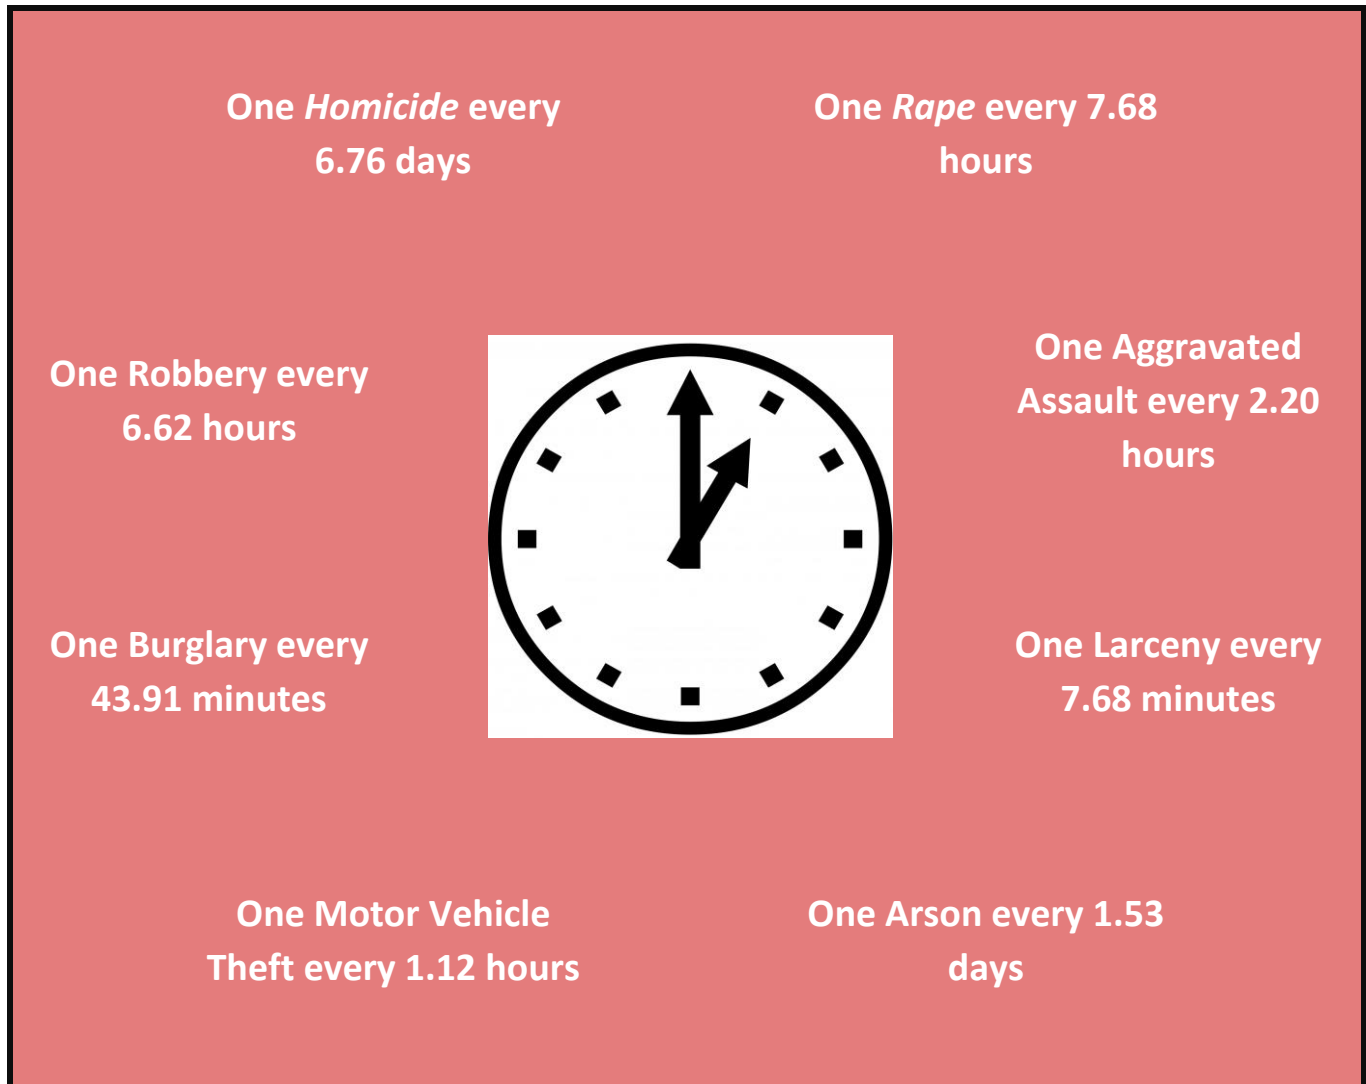 One Homicide every
6.76 days
One Rape every 7.68
hours
One Robbery every
6.62 hours
One Aggravated
Assault every 2.20
hours
One Burglary every
43.91 minutes
One Larceny every
7.68 minutes
One Motor Vehicle
Theft every 1.12 hours
One Arson every 1.53
days